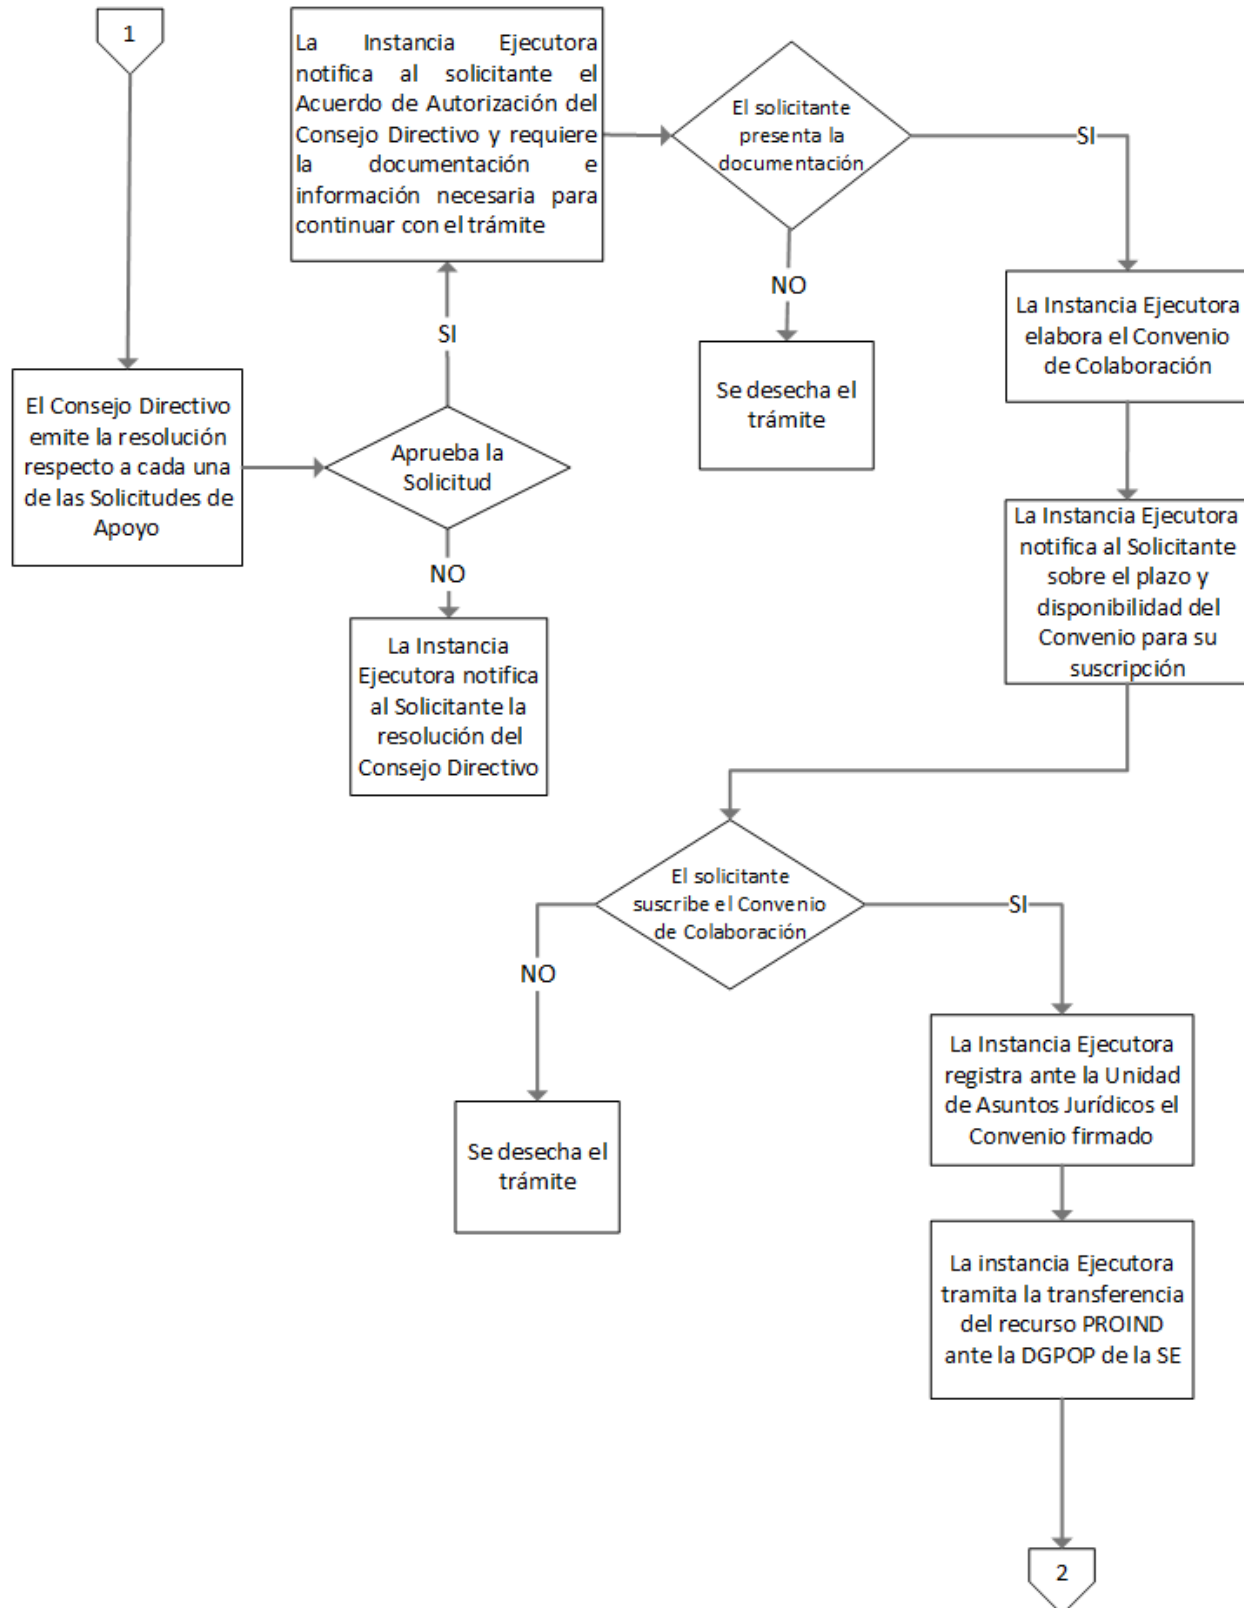 1
El Consejo Directivo
emite la resolución
respecto a cada una
de las Solicitudes de
Apoyo
Aprueba la
Solicitud
SI
NO
La Instancia
Ejecutora notifica
al Solicitante la
resolución del
Consejo Directivo
La Instancia Ejecutora
notifica al solicitante el
Acuerdo de Autorización del
Consejo Directivo y requiere
la documentación e
información necesaria para
continuar con el trámite
El solicitante
presenta la
documentación
SI
NO
Se desecha el
trámite
La Instancia Ejecutora
elabora el Convenio
de Colaboración
La Instancia Ejecutora
notifica al Solicitante
sobre el plazo y
disponibilidad del
Convenio para su
suscripción
El solicitante
suscribe el Convenio
de Colaboración
SI
NO
Se desecha el
trámite
La Instancia Ejecutora
registra ante la Unidad
de Asuntos Jurídicos el
Convenio firmado
La instancia Ejecutora
tramita la transferencia
del recurso PROIND
ante la DGPOP de la SE
2